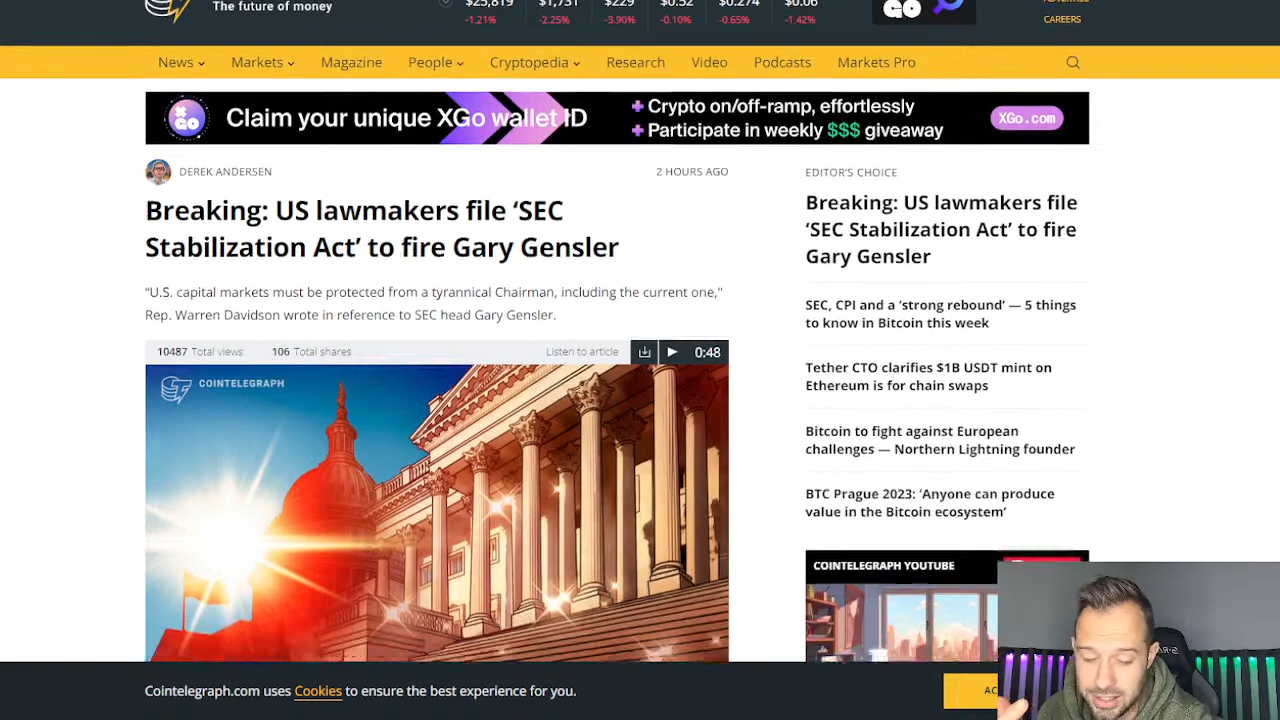 The future of money
$25,819 $1,731 $229 $0.52 $0.274 $0.06
-1.21% -2.25% -3.90% -0.10% -0.65% -1.42%
GO
CAREERS
News Markets Magazine People Cryptopedia Research Video Podcasts Markets Pro
XGO
Claim your unique XGo wallet ID
+ Crypto on/off-ramp, effortlessly
+ Participate in weekly $$$ giveaway
XGo.com
DEREK ANDERSEN
2 HOURS AGO
Breaking: US lawmakers file ‘SEC
Stabilization Act’ to fire Gary Gensler
“U.S. capital markets must be protected from a tyrannical Chairman, including the current one,"
Rep. Warren Davidson wrote in reference to SEC head Gary Gensler.
10487 Total views 106 Total shares Listen to article 0:48
COINTELEGRAPH
EDITOR’S CHOICE
Breaking: US lawmakers file
‘SEC Stabilization Act’ to fire
Gary Gensler
SEC, CPI and a ‘strong rebound’ — 5 things
to know in Bitcoin this week
Tether CTO clarifies $1B USDT mint on
Ethereum is for chain swaps
Bitcoin to fight against European
challenges — Northern Lightning founder
BTC Prague 2023: ‘Anyone can produce
value in the Bitcoin ecosystem’
COINTELEGRAPH YOUTUBE
Cointelegraph.com uses Cookies to ensure the best experience for you.